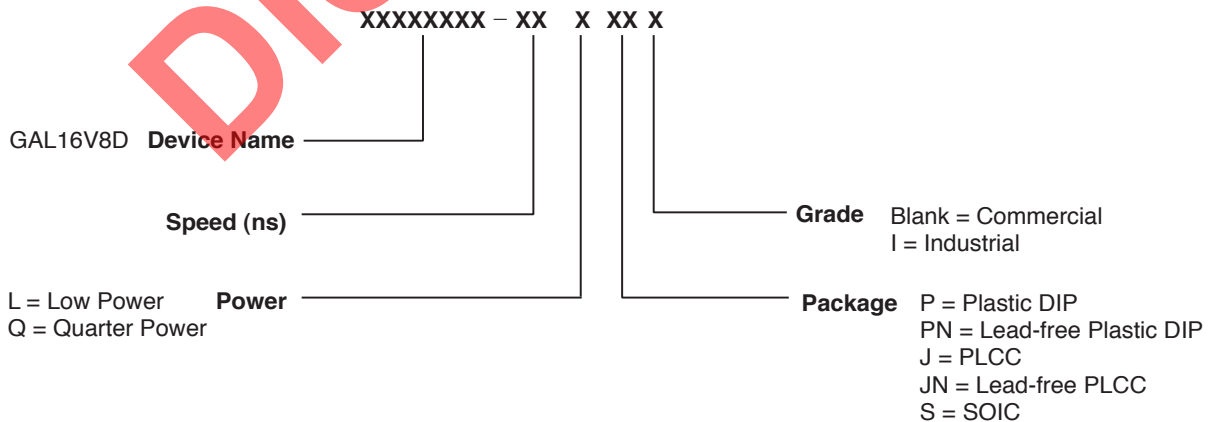 XXXXXXXX – XX X XX X
GAL16V8D Device Name
Speed (ns)
L = Low Power Power
Q = Quarter Power
Grade Blank = Commercial
I = Industrial
Package P = Plastic DIP
PN = Lead-free Plastic DIP
J = PLCC
JN = Lead-free PLCC
S = SOIC